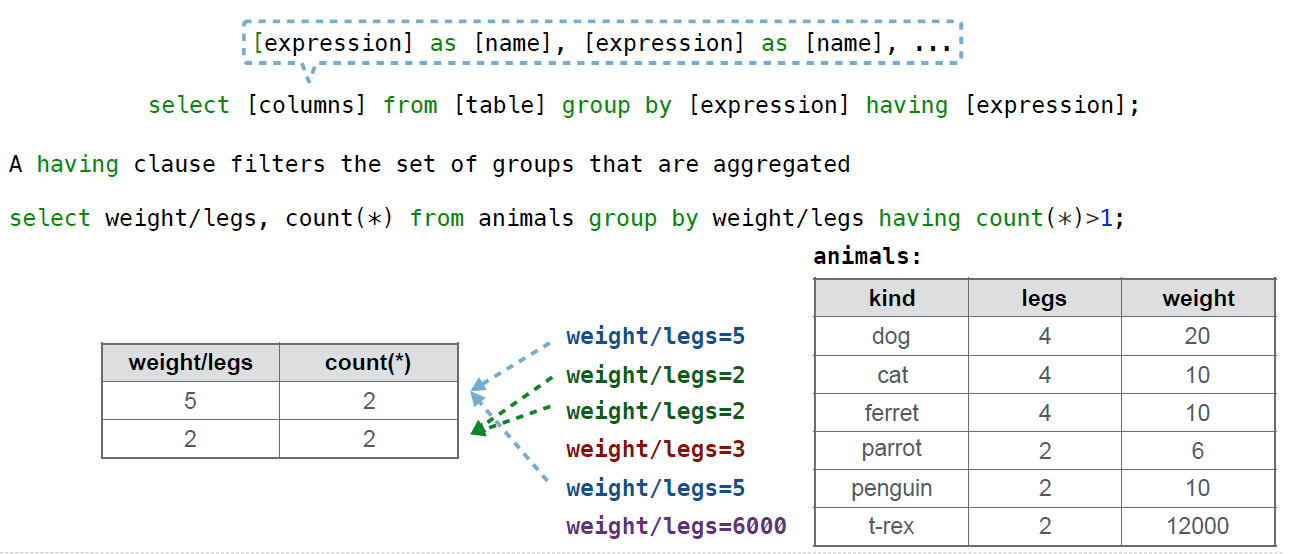 [expression] as [name], [expression] as [name], ...
select [columns] from [table] group by [expression] having [expression];
A having clause filters the set of groups that are aggregated
select weight/legs, count(*) from animals group by weight/legs having count(*)>1;
animals:
kind legs weight
dog 4 20
cat 4 10
ferret 4 10
parrot 2 6
penguin 2 10
t-rex 2 12000
weight/legs=5
weight/legs=2
weight/legs=2
weight/legs=3
weight/legs=5
weight/legs=6000
weight/legs count(*)
5 2
2 2